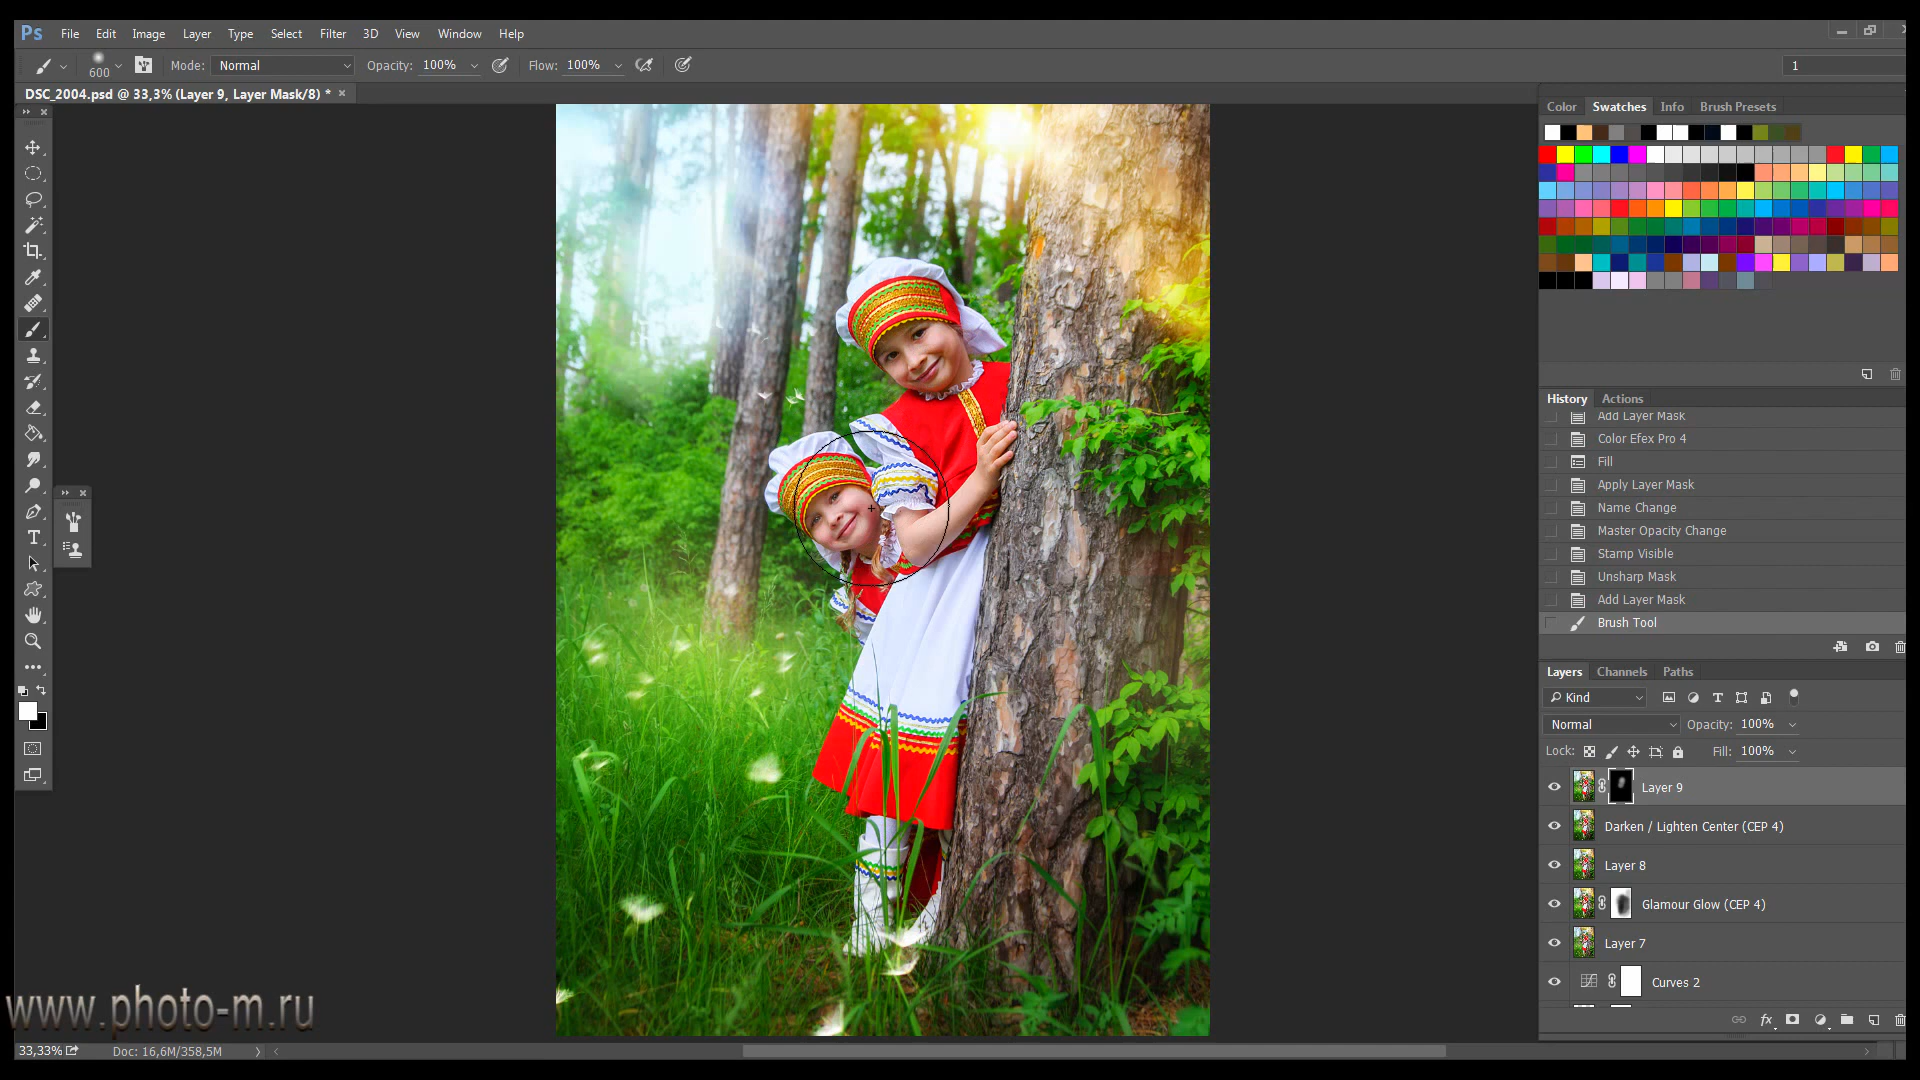 Ps File Edit Image Layer Type Select Filter 3D View Window Help
600 Mode: Normal Opacity: 100% Flow: 100% 1
DSC_2004.psd @ 33,3% (Layer 9, Layer Mask/8) * ×
Color Swatches Info Brush Presets
History Actions
Add Layer Mask
Color Efex Pro 4
Fill
Apply Layer Mask
Name Change
Master Opacity Change
Stamp Visible
Unsharp Mask
Add Layer Mask
Brush Tool
Layers Channels Paths
Kind
Normal Opacity: 100%
Lock: Fill: 100%
Layer 9
Darken / Lighten Center (CEP 4)
Layer 8
Glamour Glow (CEP 4)
Layer 7
Curves 2
www.photo-m.ru
33,33% Doc: 16,6M/358,5M